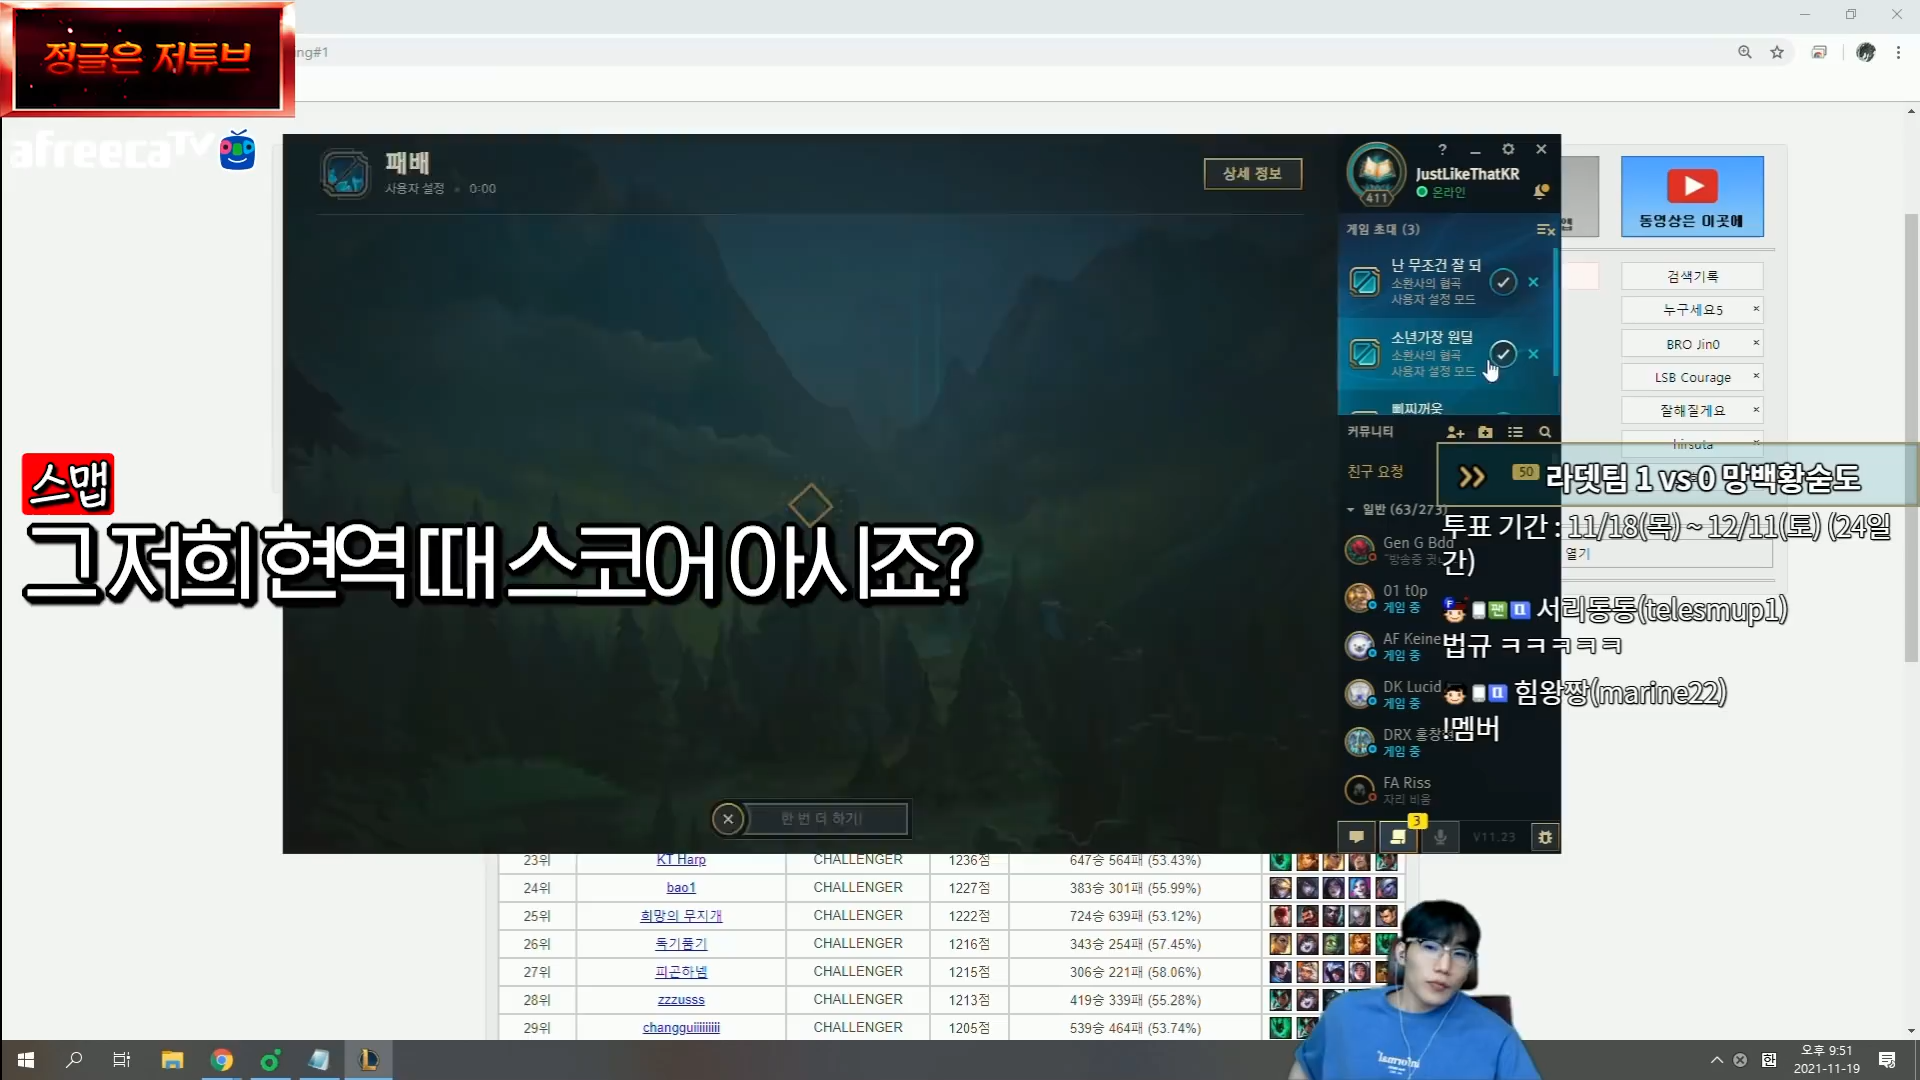 정글은 저튜브
ng#1
afreecaTV
패배
사용자 설정 • 0:00
상세 정보
JustLikeThatKR
온라인
411
게임 초대 (3)
난 무조건 잘 되
소환사의 협곡
사용자 설정 모드
소년가장 원딜
소환사의 협곡
사용자 설정 모드
삐찌꺼웅
커뮤니티
친구 요청
일반 (63/273)
Gen G Bdd
01 t0p
게임 중
AF Keine
게임 중
DK Lucid
게임 중
DRX 홍창현
게임 중
FA Riss
자리 비움
3
V11.23
한 번 더 하기!
동영상은 이곳에
검색기록
누구세요5 ×
BRO Jin0 ×
LSB Courage ×
잘해질게요 ×
hirsuta ×
열기
50 라뎃팀 1 vs 0 망백황숟도
투표 기간 : 11/18(목) ~ 12/11(토) (24일
간)
서리동동(telesmup1)
법규 ㅋㅋㅋㅋㅋ
힘왕짱(marine22)
!멤버
스맵
그 저희 현역 때 스코어 아시죠?
23위 KT Harp CHALLENGER 1236점 647승 564패 (53.43%)
24위 bao1 CHALLENGER 1227점 383승 301패 (55.99%)
25위 희망의 무지개 CHALLENGER 1222점 724승 639패 (53.12%)
26위 독기품기 CHALLENGER 1216점 343승 254패 (57.45%)
27위 피곤하넴 CHALLENGER 1215점 306승 221패 (58.06%)
28위 zzzusss CHALLENGER 1213점 419승 339패 (55.28%)
29위 changguiiiiiiiii CHALLENGER 1205점 539승 464패 (53.74%)
오후 9:51
2021-11-19
한